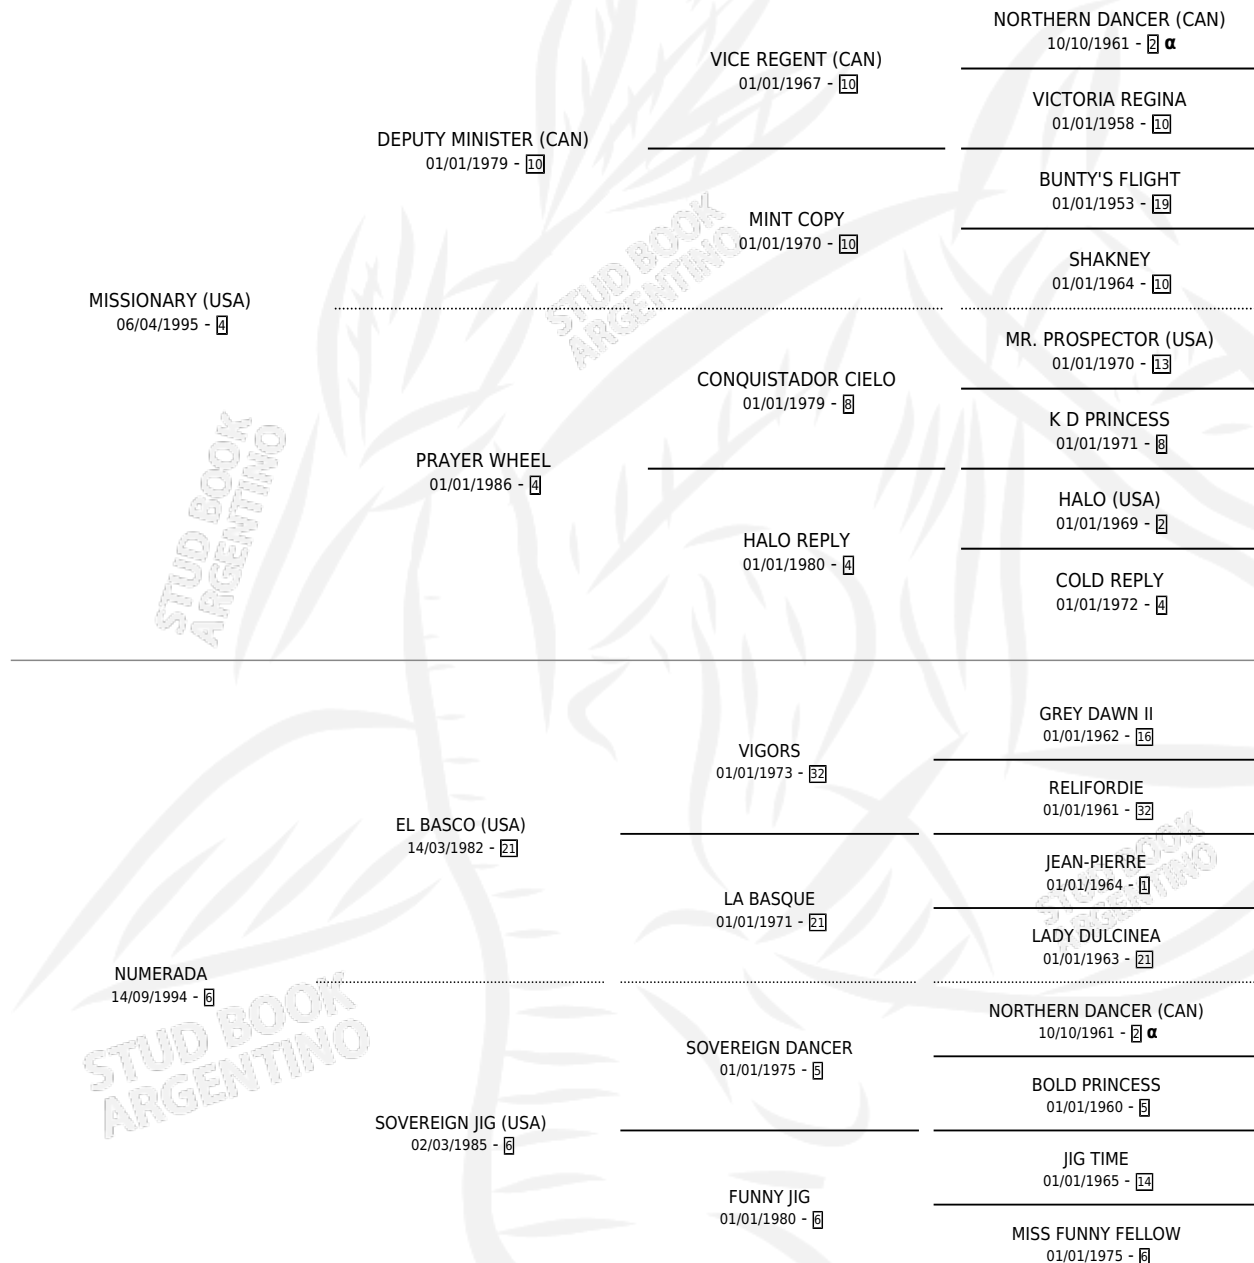 NORTHERN DANCER (CAN)
10/10/1961 - 2 α
VICE REGENT (CAN)
01/01/1967 - 10
VICTORIA REGINA
01/01/1958 - 10
DEPUTY MINISTER (CAN)
01/01/1979 - 10
BUNTY'S FLIGHT
01/01/1953 - 19
MINT COPY
01/01/1970 - 10
SHAKNEY
01/01/1964 - 10
MISSIONARY (USA)
06/04/1995 - 4
STUD BOOK
ARGENTINO
MR. PROSPECTOR (USA)
01/01/1970 - 13
CONQUISTADOR CIELO
01/01/1979 - 8
K D PRINCESS
01/01/1971 - 8
PRAYER WHEEL
01/01/1986 - 4
HALO (USA)
01/01/1969 - 2
HALO REPLY
01/01/1980 - 4
COLD REPLY
01/01/1972 - 4
STUD BOOK
ARGENTINO
GREY DAWN II
01/01/1962 - 16
VIGORS
01/01/1973 - 32
RELIFORDIE
01/01/1961 - 32
EL BASCO (USA)
14/03/1982 - 21
JEAN-PIERRE
01/01/1964 - 1
LA BASQUE
01/01/1971 - 21
STUD BOOK
ARGENTINO
LADY DULCINEA
01/01/1963 - 21
NUMERADA
14/09/1994 - 6
STUD BOOK
ARGENTINO
NORTHERN DANCER (CAN)
10/10/1961 - 2 α
SOVEREIGN DANCER
01/01/1975 - 5
BOLD PRINCESS
01/01/1960 - 5
SOVEREIGN JIG (USA)
02/03/1985 - 6
JIG TIME
01/01/1965 - 14
FUNNY JIG
01/01/1980 - 6
MISS FUNNY FELLOW
01/01/1975 - 6